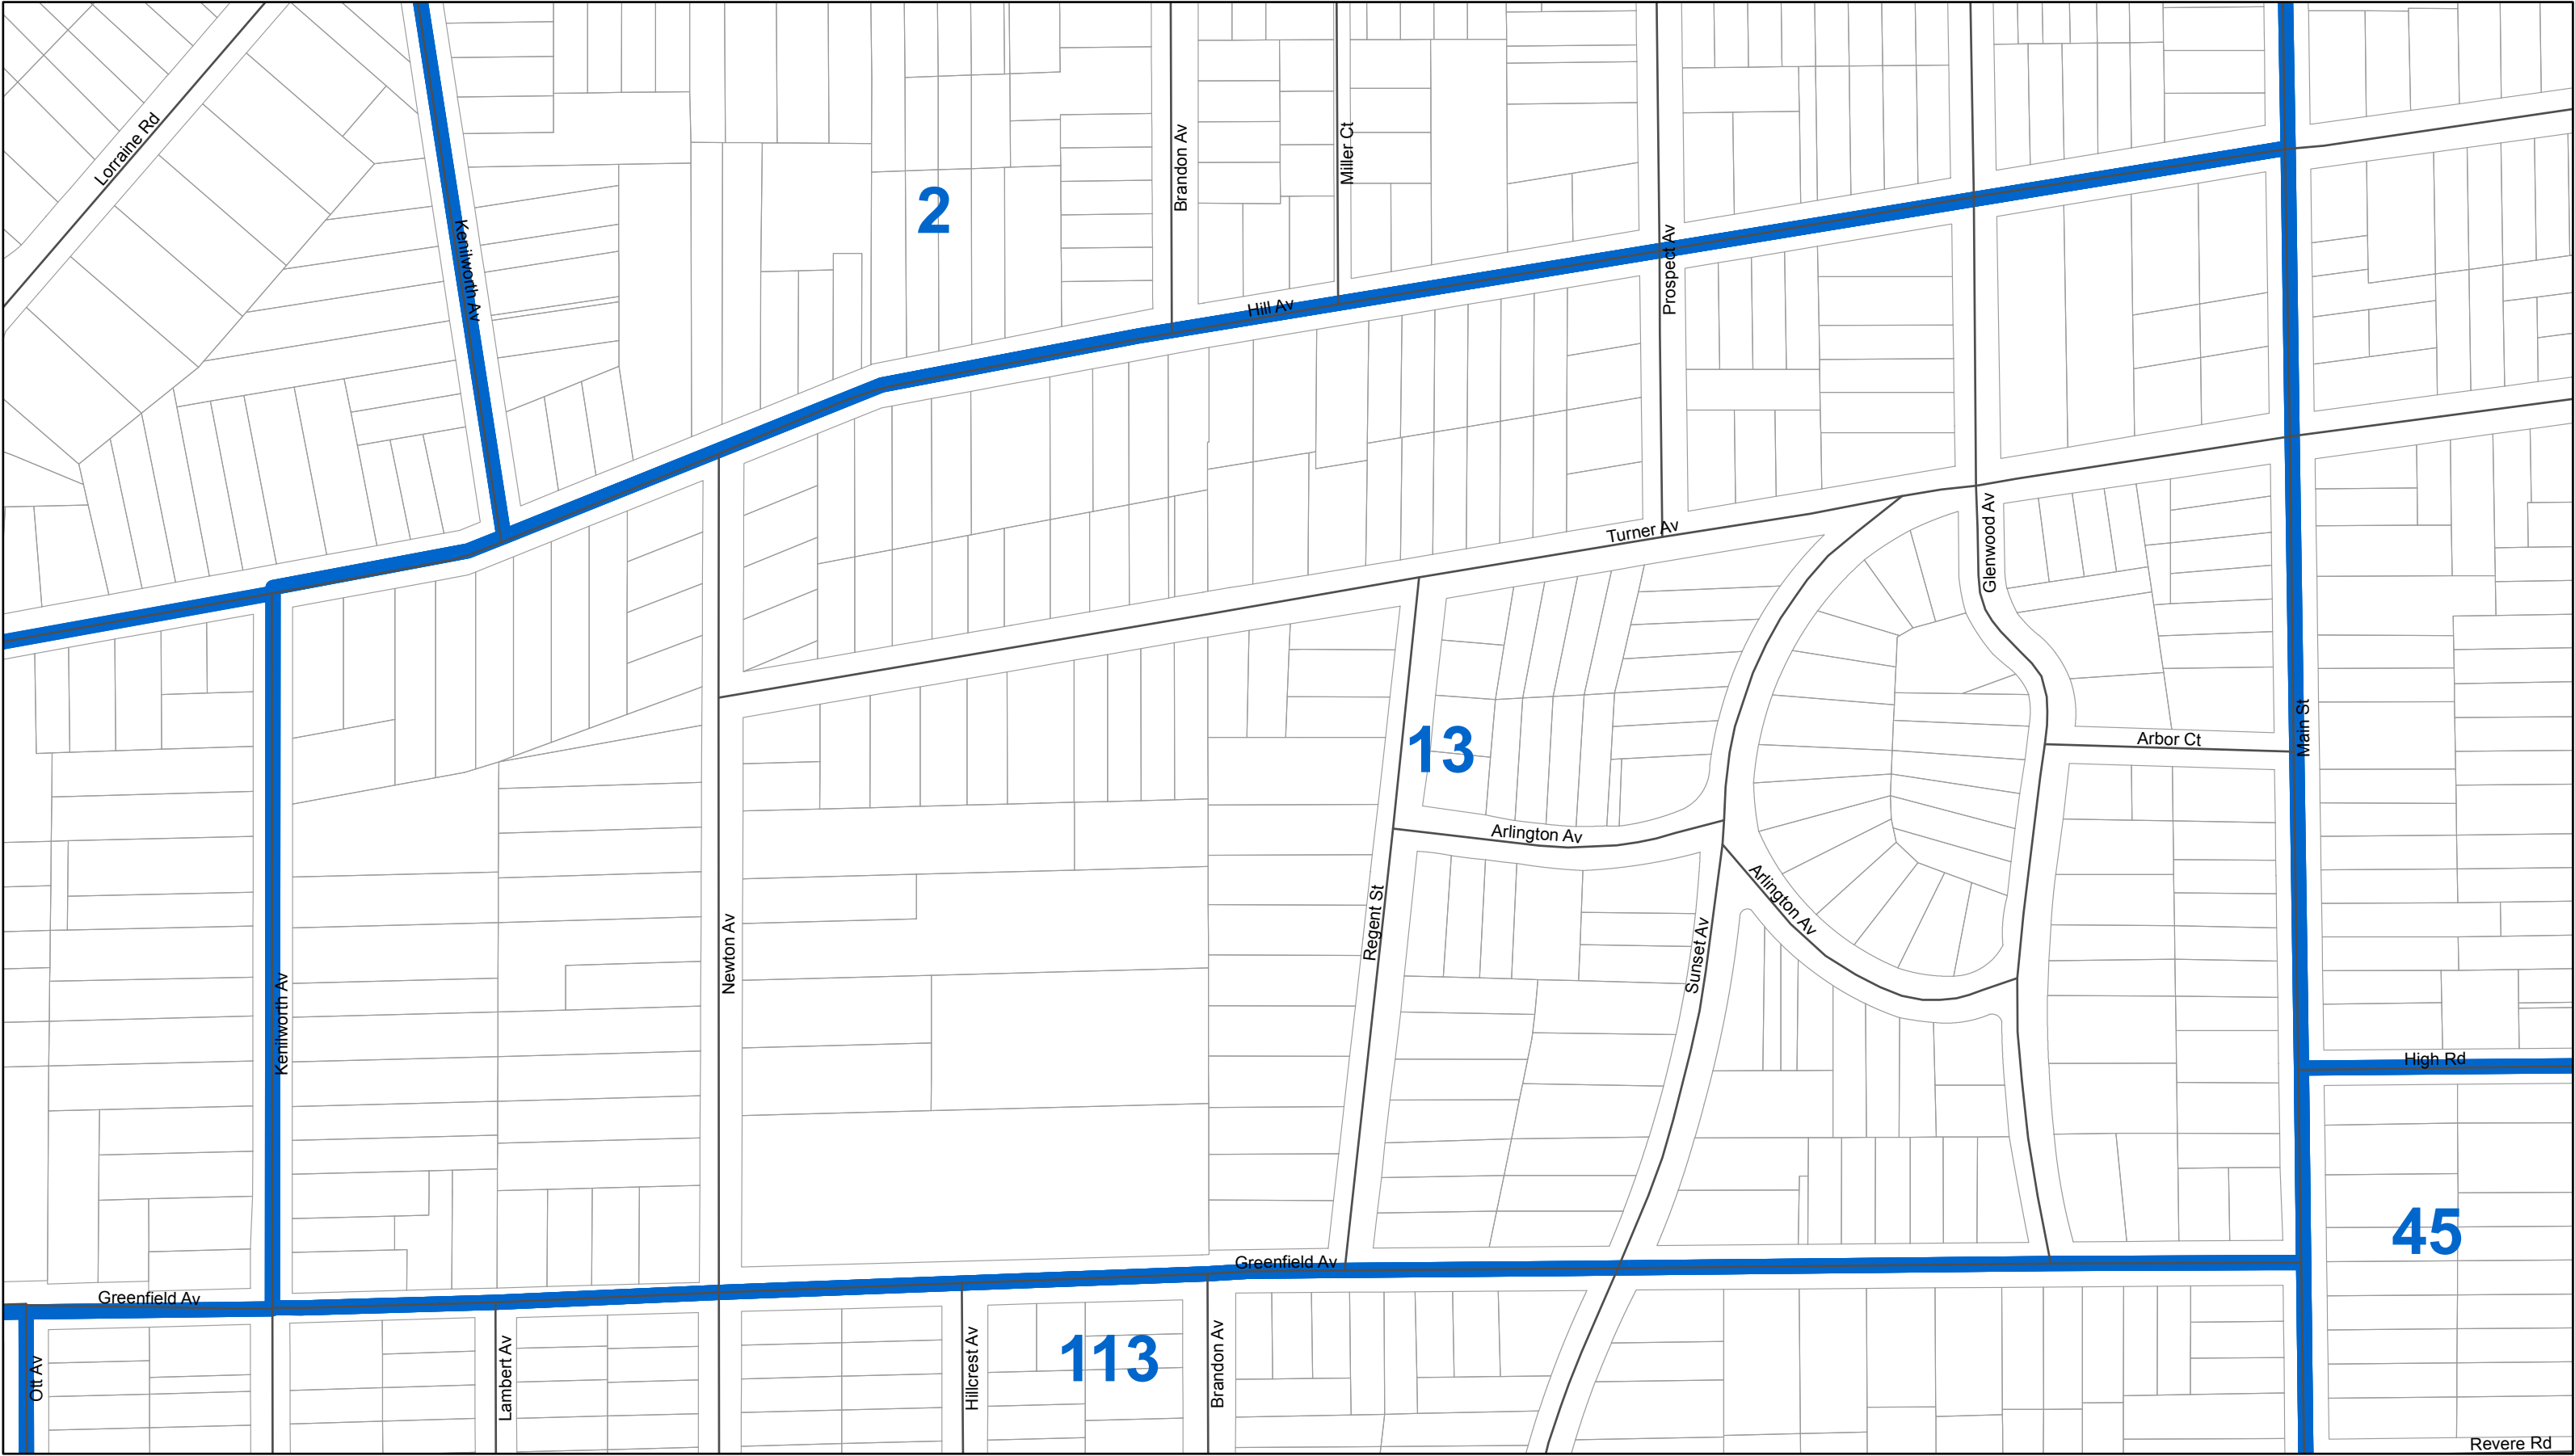 Lorraine Rd
Kenilworth Av
2
Brandon Av
Miller Ct
Hill Av
Prospect Av
Turner Av
Glenwood Av
13
Main St
Arbor Ct
Arlington Av
Arlington Av
Regent St
Sunset Av
Newton Av
Kenilworth Av
High Rd
45
Greenfield Av
Greenfield Av
Ott Av
Lambert Av
Hillcrest Av
113
Brandon Av
Revere Rd